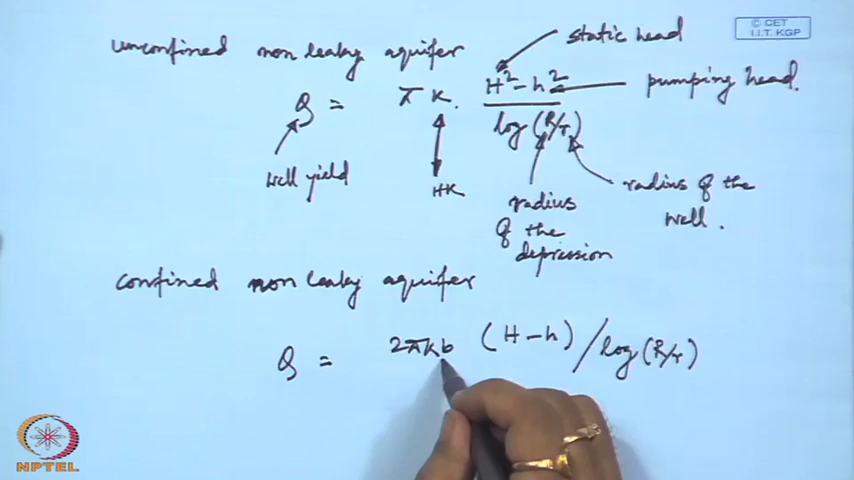 © CET
I.I.T. KGP
unconfined non leaky aquifer
static head
Q = π K. H² - h² / log (R/r)
pumping head.
well yield
HK
radius of the depression
radius of the well.
confined non leaky aquifer
Q = 2πKb (H - h) / log (R/r)
NPTEL